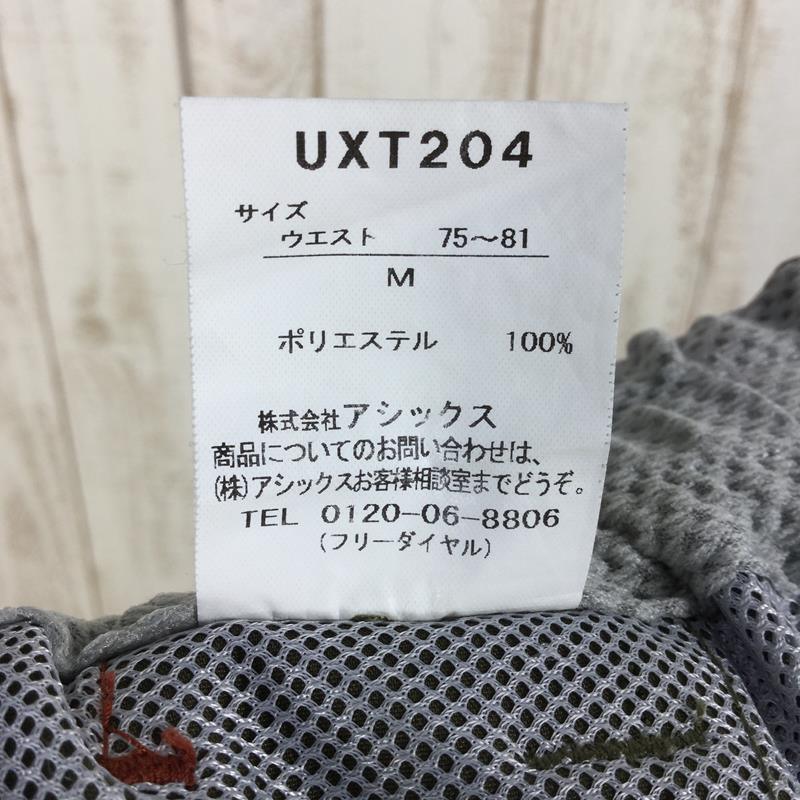 UXT204
サイズ
ウエスト 75〜81
M
ポリエステル 100%
株式会社アシックス
商品についてのお問い合わせは、
(株)アシックスお客様相談室までどうぞ。
TEL 0120-06-8806
(フリーダイヤル)